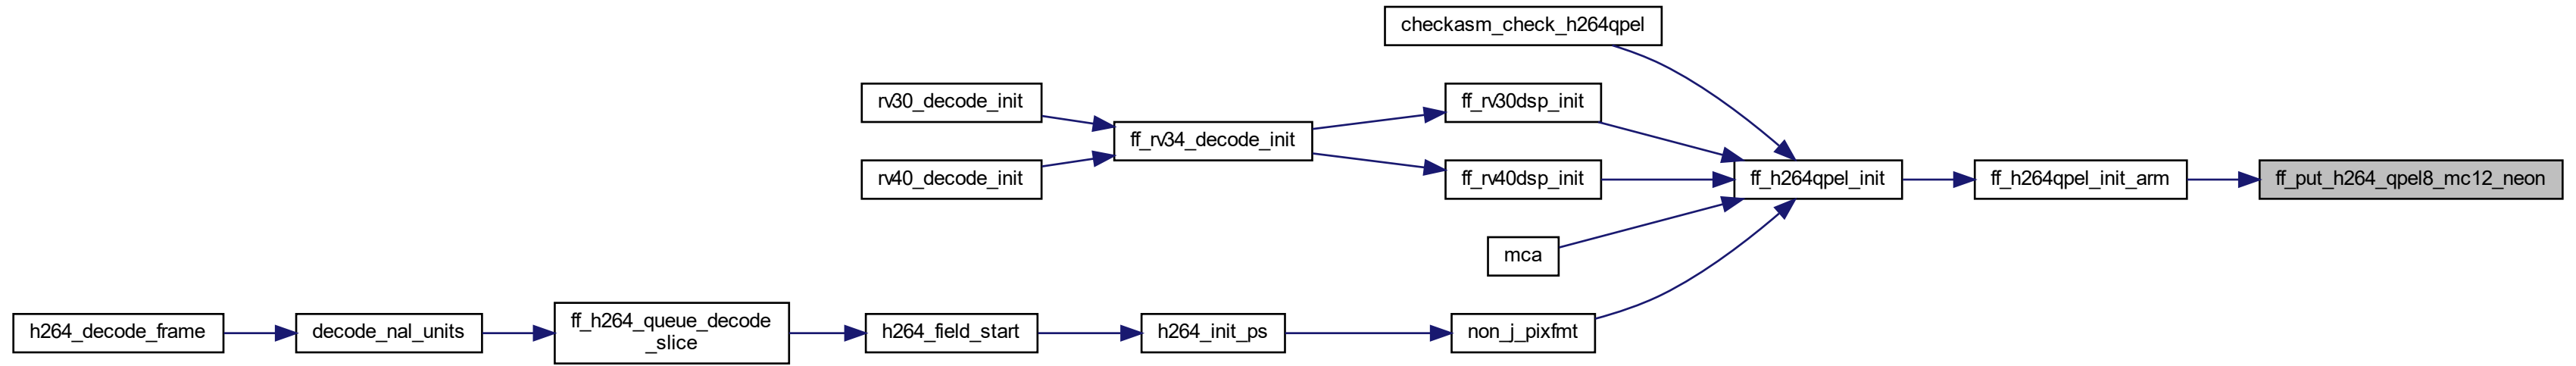 checkasm_check_h264qpel
rv30_decode_init
ff_rv30dsp_init
ff_rv34_decode_init
rv40_decode_init
ff_rv40dsp_init
ff_h264qpel_init
ff_h264qpel_init_arm
ff_put_h264_qpel8_mc12_neon
mca
h264_decode_frame
decode_nal_units
ff_h264_queue_decode
_slice
h264_field_start
h264_init_ps
non_j_pixfmt